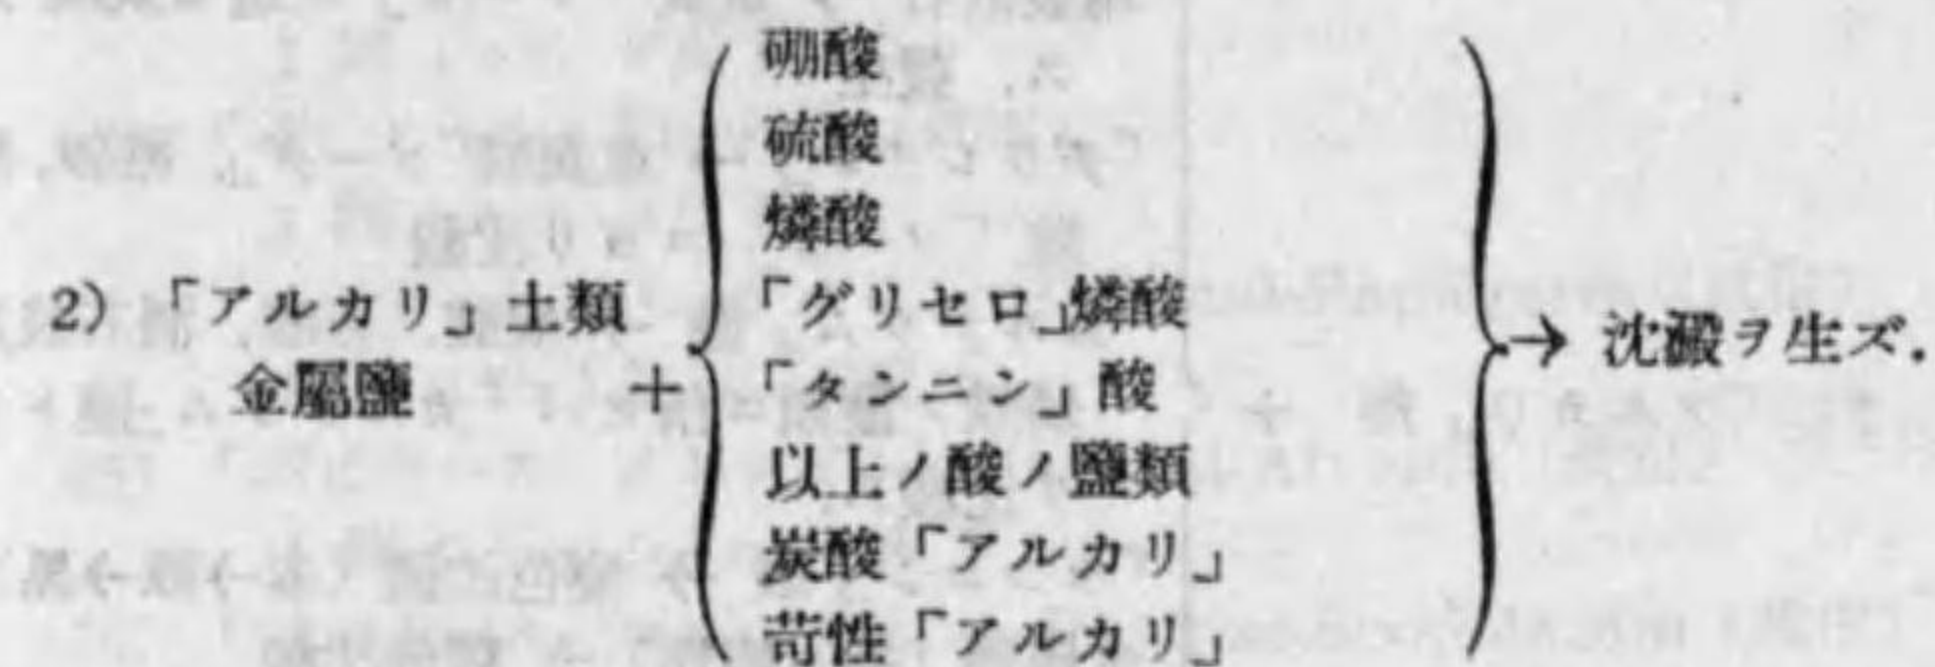 2) 「アルカリ」土類
金屬鹽
+
硼酸
硫酸
燐酸
「グリセロ」燐酸
「タンニン」酸
以上ノ酸ノ鹽類
炭酸「アルカリ」
苛性「アルカリ」
→ 沈澱ヲ生ズ.